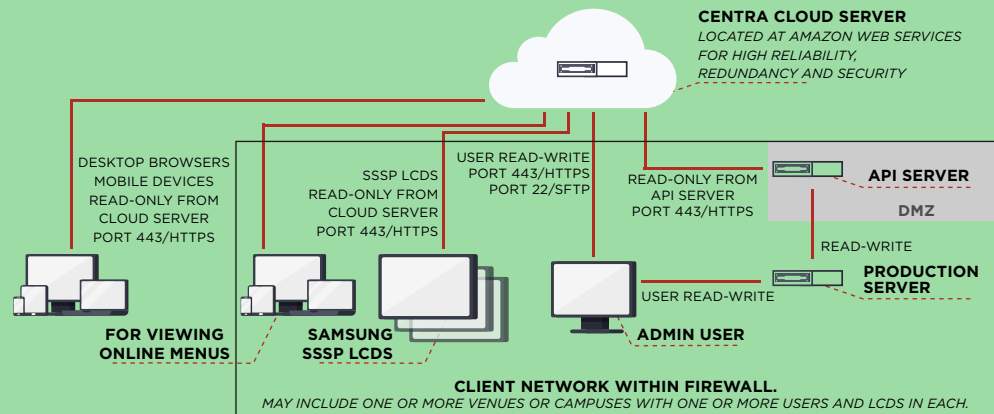 CENTRA CLOUD SERVER
LOCATED AT AMAZON WEB SERVICES
FOR HIGH RELIABILITY,
REDUNDANCY AND SECURITY
DESKTOP BROWSERS
MOBILE DEVICES
READ-ONLY FROM
CLOUD SERVER
PORT 443/HTTPS
SSSP LCDS
READ-ONLY FROM
CLOUD SERVER
PORT 443/HTTPS
USER READ-WRITE
PORT 443/HTTPS
PORT 22/SFTP
READ-ONLY FROM
API SERVER
PORT 443/HTTPS
API SERVER
DMZ
READ-WRITE
PRODUCTION
SERVER
USER READ-WRITE
FOR VIEWING
ONLINE MENUS
SAMSUNG
SSSP LCDS
ADMIN USER
CLIENT NETWORK WITHIN FIREWALL.
MAY INCLUDE ONE OR MORE VENUES OR CAMPUSES WITH ONE OR MORE USERS AND LCDS IN EACH.